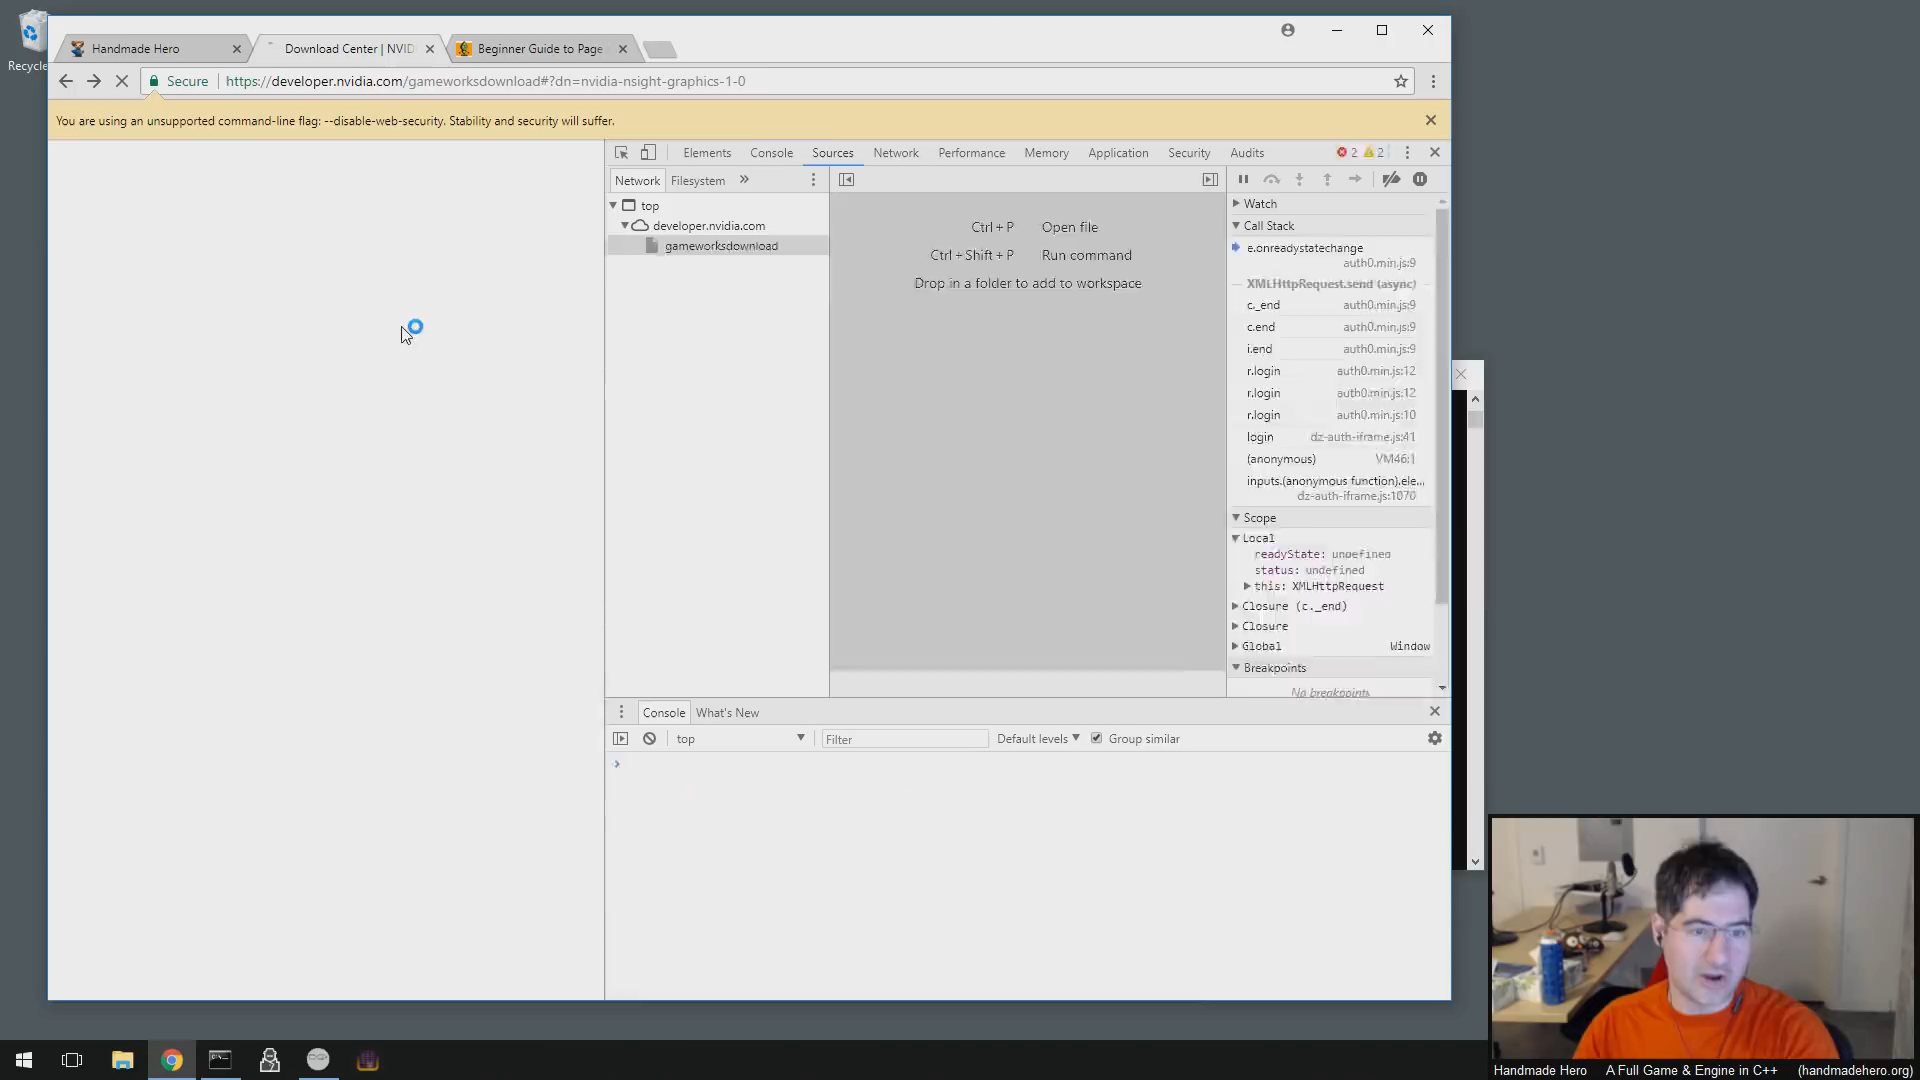 Recycle
Handmade Hero
Download Center | NVID
Beginner Guide to Page
Secure
https://developer.nvidia.com/gameworksdownload#?dn=nvidia-nsight-graphics-1-0
You are using an unsupported command-line flag: --disable-web-security. Stability and security will suffer.
Elements Console Sources Network Performance Memory Application Security Audits 2 2
Network Filesystem »
top
developer.nvidia.com
gameworksdownload
Ctrl + P Open file
Ctrl + Shift + P Run command
Drop in a folder to add to workspace
Watch
Call Stack
e.onreadystatechange
auth0.min.js:9
XMLHttpRequest.send (async)
c._end auth0.min.js:9
c.end auth0.min.js:9
i.end auth0.min.js:9
r.login auth0.min.js:12
r.login auth0.min.js:12
r.login auth0.min.js:10
login dz-auth-iframe.js:41
(anonymous) VM46:1
inputs.(anonymous function).ele...
dz-auth-iframe.js:1070
Scope
Local
readyState: undefined
status: undefined
this: XMLHttpRequest
Closure (c._end)
Closure
Global Window
Breakpoints
No breakpoints
Console What's New
top Filter Default levels Group similar
Handmade Hero A Full Game & Engine in C++ (handmadehero.org)